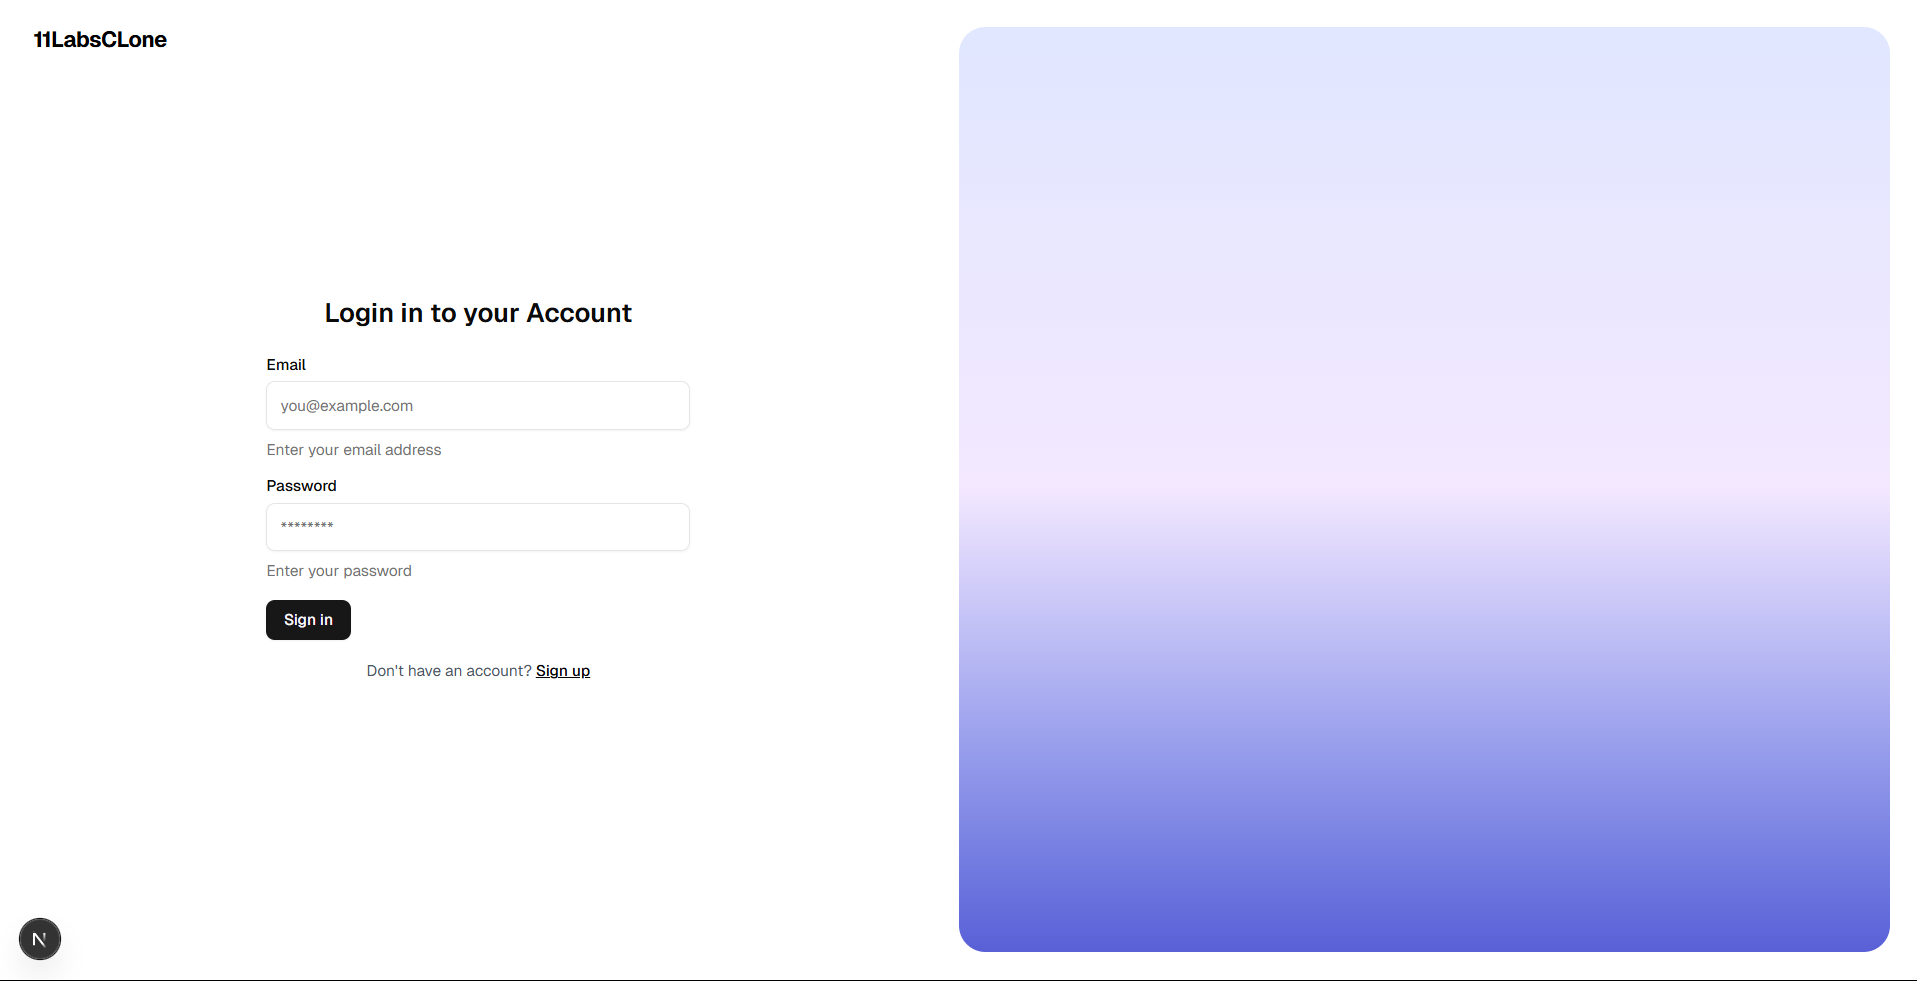 11LabsCLone
Login in to your Account
Email
you@example.com
Enter your email address
Password
********
Enter your password
Sign in
Don't have an account? Sign up
N